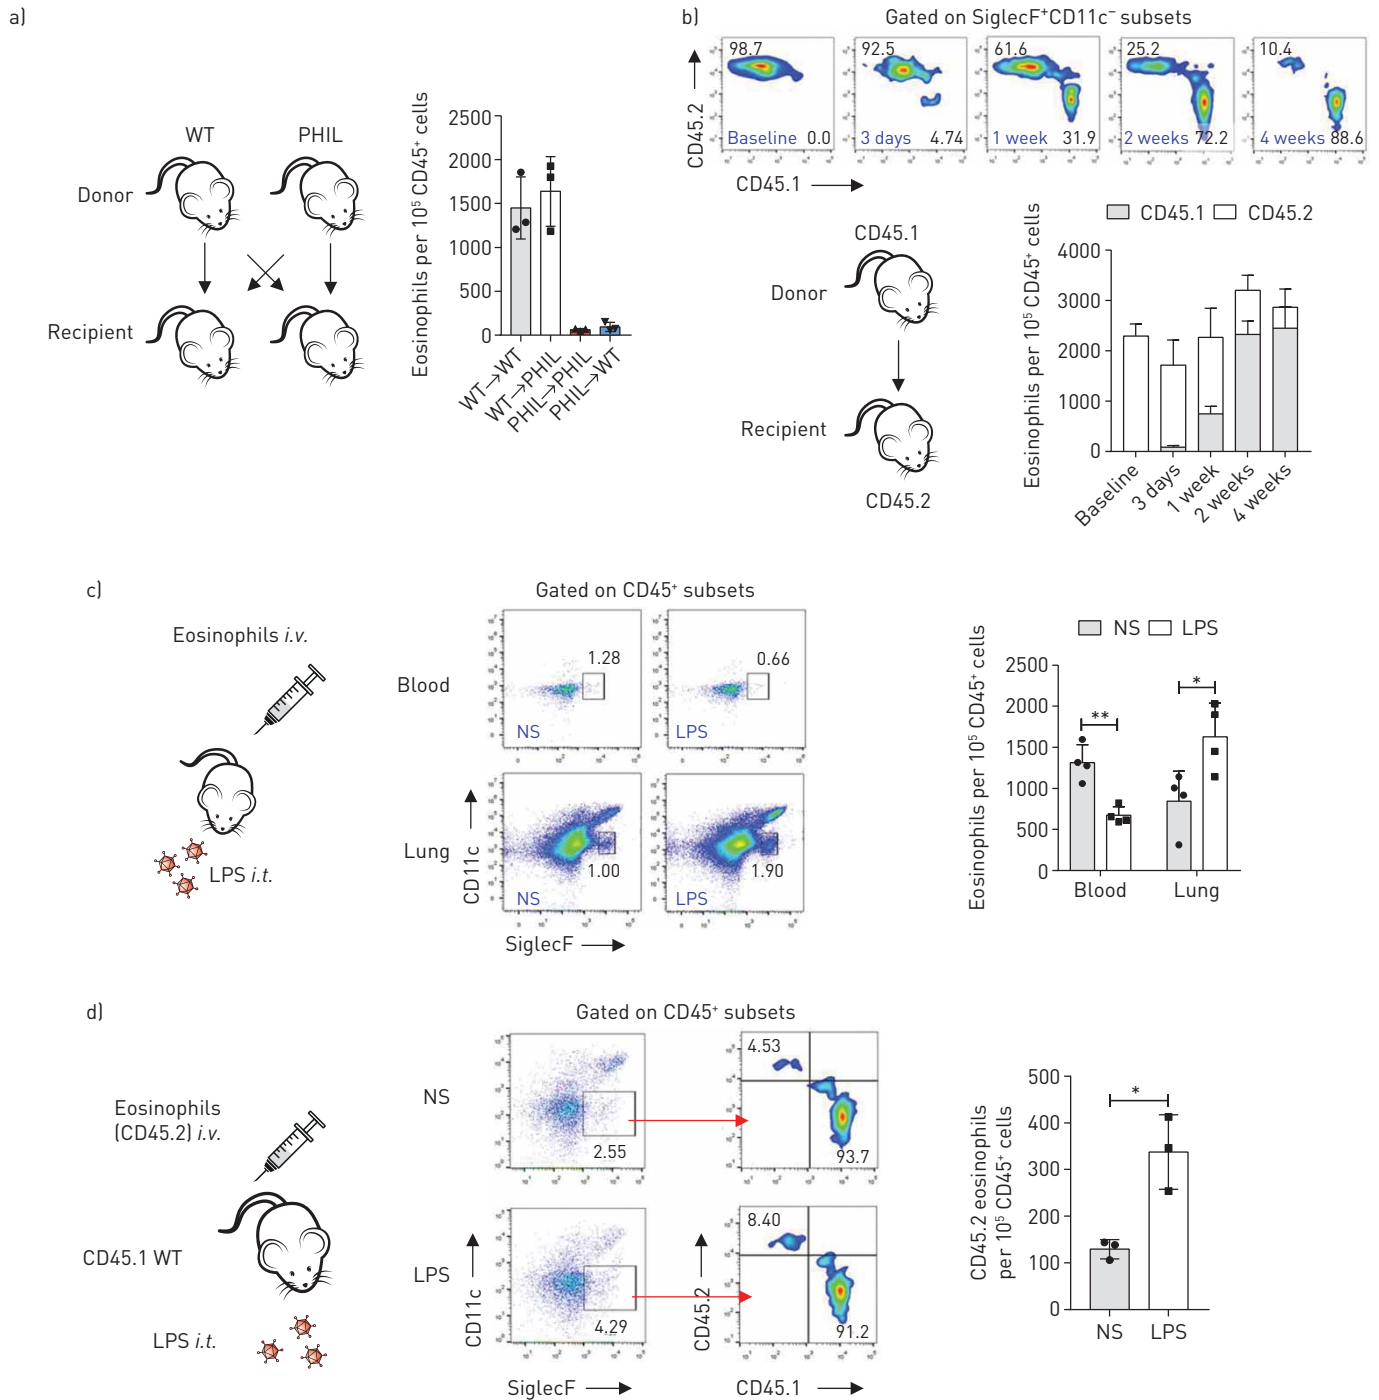 a)
WT
PHIL
Donor
Recipient
Eosinophils per 10⁵ CD45⁺ cells
2500
2000
1500
1000
500
0
WT→WT
WT→PHIL
PHIL→PHIL
PHIL→WT
b)
Gated on SiglecF⁺CD11c⁻ subsets
98.7
92.5
61.6
25.2
10.4
CD45.2
Baseline 0.0
3 days 4.74
1 week 31.9
2 weeks 72.2
4 weeks 88.6
CD45.1
CD45.1
Donor
Recipient
CD45.2
CD45.1 CD45.2
Eosinophils per 10⁵ CD45⁺ cells
4000
3000
2000
1000
0
Baseline
3 days
1 week
2 weeks
4 weeks
c)
Eosinophils i.v.
LPS i.t.
Gated on CD45⁺ subsets
Blood
1.28
NS
0.66
LPS
Lung
1.00
NS
1.90
LPS
CD11c
SiglecF
NS LPS
Eosinophils per 10⁵ CD45⁺ cells
2500
2000
1500
1000
500
0
**
*
Blood
Lung
d)
Eosinophils
(CD45.2) i.v.
CD45.1 WT
LPS i.t.
Gated on CD45⁺ subsets
NS
2.55
4.53
93.7
LPS
4.29
8.40
91.2
CD11c
SiglecF
CD45.2
CD45.1
CD45.2 eosinophils
per 10⁵ CD45⁺ cells
500
400
300
200
100
0
*
NS
LPS